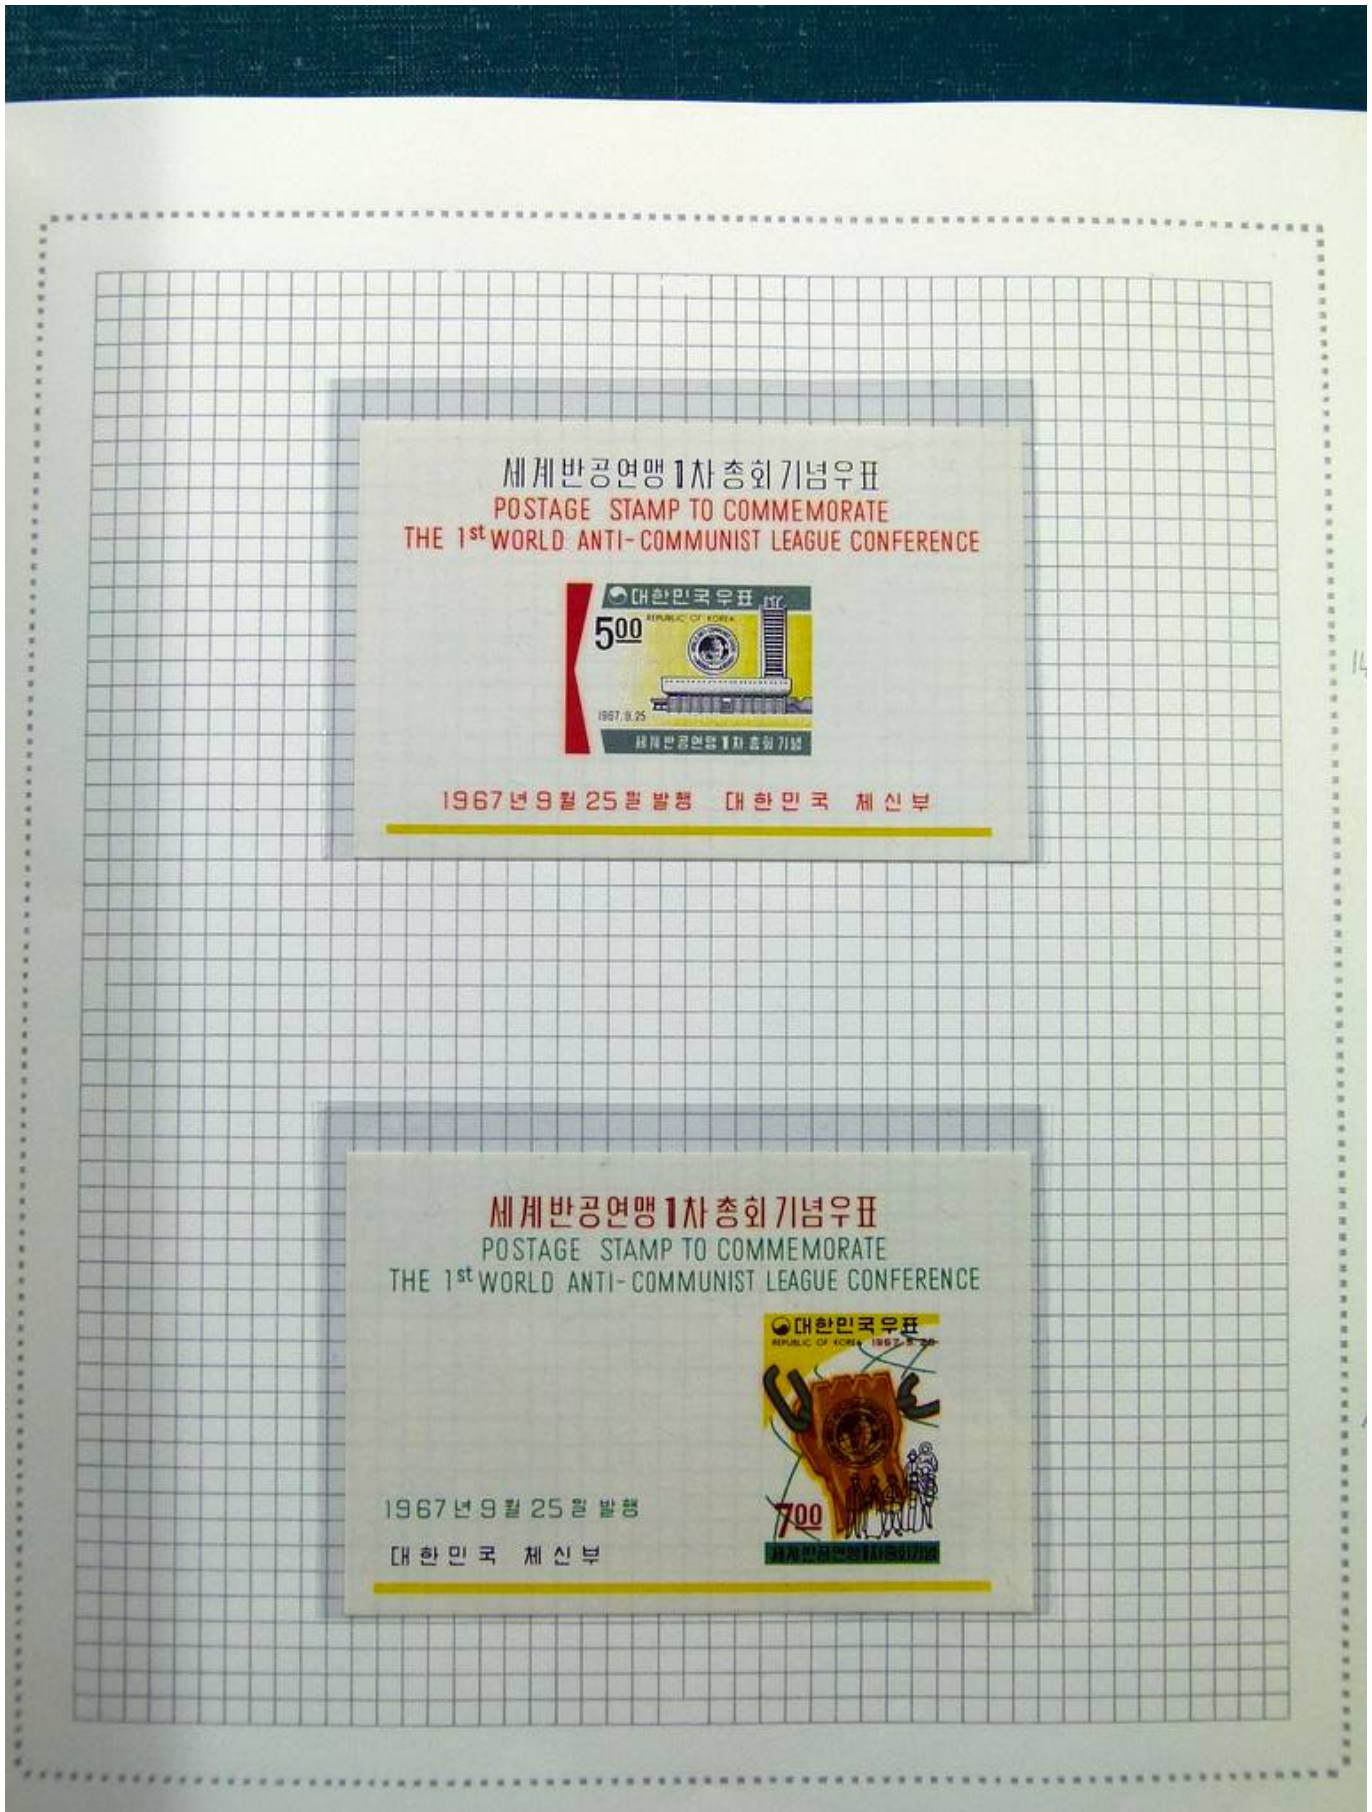 세계반공연맹1차총회기념우표
POSTAGE STAMP TO COMMEMORATE
THE 1st WORLD ANTI-COMMUNIST LEAGUE CONFERENCE
대한민국우표
REPUBLIC OF KOREA
500
1967.9.25
세계반공연맹1차총회기념
1967년9월25일발행 대한민국 체신부
세계반공연맹1차총회기념우표
POSTAGE STAMP TO COMMEMORATE
THE 1st WORLD ANTI-COMMUNIST LEAGUE CONFERENCE
대한민국우표
REPUBLIC OF KOREA 1967.9.25
700
세계반공연맹1차총회기념
1967년9월25일발행
대한민국 체신부